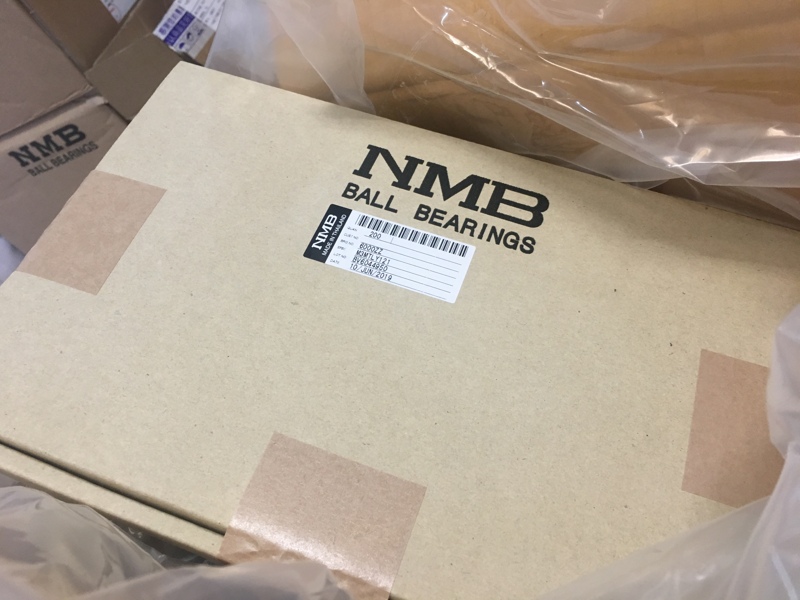 NMB
BALL BEARINGS
NMB
BALL BEARINGS
NMB
MADE IN THAILAND
200
6000ZZ
10/JUN/2019